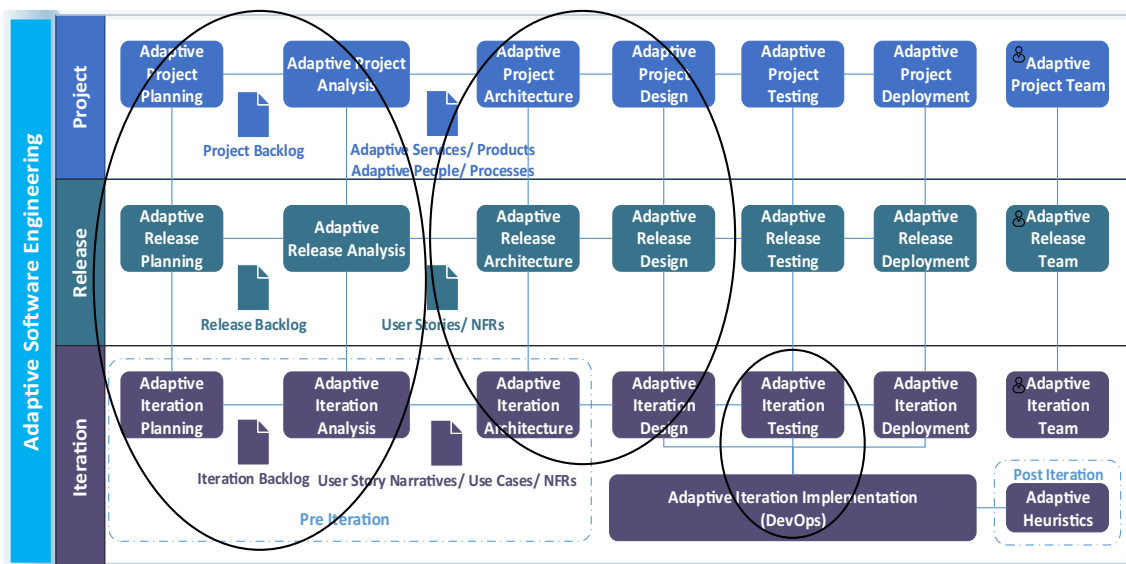 Adaptive Software Engineering
Project
Adaptive
Project
Planning
Adaptive Project
Analysis
Adaptive
Project
Architecture
Adaptive
Project
Design
Adaptive
Project
Testing
Adaptive
Project
Deployment
Adaptive
Project Team
Project Backlog
Adaptive Services/ Products
Adaptive People/ Processes
Release
Adaptive
Release
Planning
Adaptive
Release Analysis
Adaptive
Release
Architecture
Adaptive
Release
Design
Adaptive
Release
Testing
Adaptive
Release
Deployment
Adaptive
Release
Team
Release Backlog
User Stories/ NFRs
Iteration
Adaptive
Iteration
Planning
Adaptive
Iteration
Analysis
Adaptive
Iteration
Architecture
Adaptive
Iteration
Design
Adaptive
Iteration
Testing
Adaptive
Iteration
Deployment
Adaptive
Iteration
Team
Iteration Backlog
User Story Narratives/ Use Cases/ NFRs
Pre Iteration
Adaptive Iteration Implementation
(DevOps)
Post Iteration
Adaptive
Heuristics